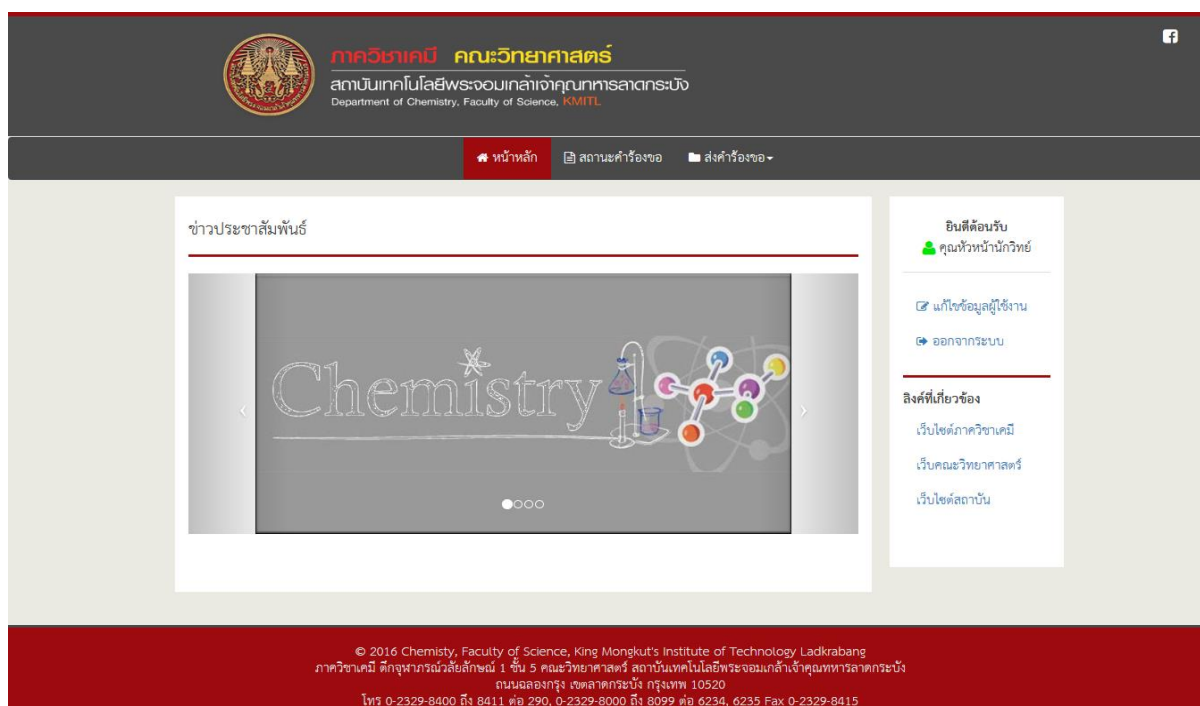 ภาควิชาเคมี คณะวิทยาศาสตร์
สถาบันเทคโนโลยีพระจอมเกล้าเจ้าคุณทหารลาดกระบัง
Department of Chemistry, Faculty of Science, KMITL
หน้าหลัก สถานะคำร้องขอ ส่งคำร้องขอ
ข่าวประชาสัมพันธ์
Chemistry
ยินดีต้อนรับ
คุณหัวหน้านักวิทย์
แก้ไขข้อมูลผู้ใช้งาน
ออกจากระบบ
ลิงค์ที่เกี่ยวข้อง
เว็บไซต์ภาควิชาเคมี
เว็บคณะวิทยาศาสตร์
เว็บไซต์สถาบัน
© 2016 Chemisty, Faculty of Science, King Mongkut's Institute of Technology Ladkrabang
ภาควิชาเคมี ตึกจุฬาภรณ์วลัยลักษณ์ 1 ชั้น 5 คณะวิทยาศาสตร์ สถาบันเทคโนโลยีพระจอมเกล้าเจ้าคุณทหารลาดกระบัง
ถนนฉลองกรุง เขตลาดกระบัง กรุงเทพ 10520
โทร 0-2329-8400 ถึง 8411 ต่อ 290, 0-2329-8000 ถึง 8099 ต่อ 6234, 6235 Fax 0-2329-8415